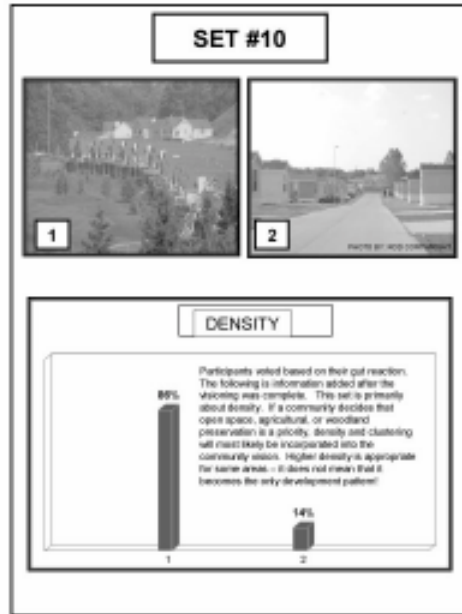 SET #10
1
2
PHOTO BY: ROB
DENSITY
Participants voted based on their gut reaction.
The following is information added after the
visioning was complete. This set is primarily
about density. If a community decides that
open space, agricultural, or woodland
preservation is a priority, density and clustering
will most likely be incorporated into the
community vision. Higher density is appropriate
for some areas – it does not mean that it
becomes the only development pattern!
86%
14%
1
2